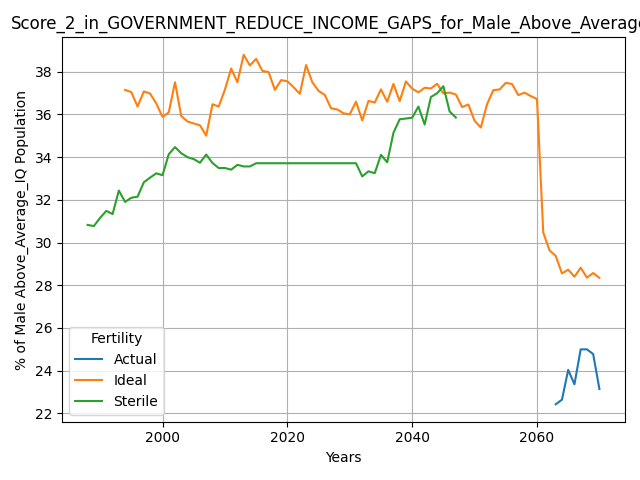 Score_2_in_GOVERNMENT_REDUCE_INCOME_GAPS_for_Male_Above_Average
% of Male Above_Average_IQ Population
38
36
34
32
30
28
26
24
22
Fertility
Actual
Ideal
Sterile
2000 2020 2040 2060
Years